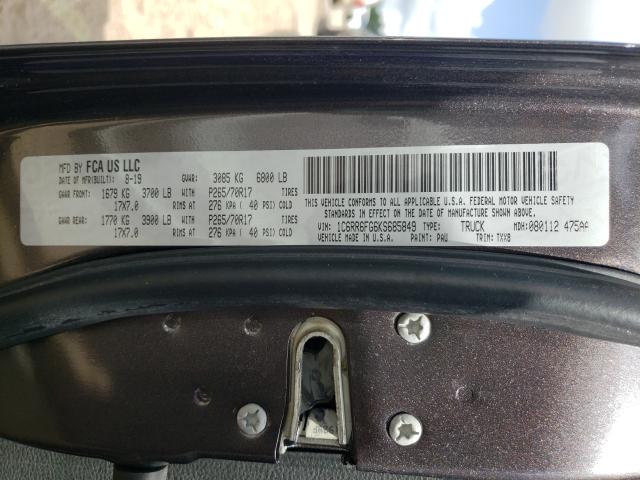 MFD BY FCA US LLC
DATE OF MFR(BUILT): 8-19 GVWR: 3085 KG 6800 LB
GAWR FRONT: 1679 KG 3700 LB WITH P265/70R17 TIRES
17X7.0 RIMS AT 276 KPA ( 40 PSI) COLD
GAWR REAR: 1770 KG 3900 LB WITH P265/70R17 TIRES
17X7.0 RIMS AT 276 KPA ( 40 PSI) COLD
THIS VEHICLE CONFORMS TO ALL APPLICABLE U.S.A. FEDERAL MOTOR VEHICLE SAFETY
STANDARDS IN EFFECT ON THE DATE OF MANUFACTURE SHOWN ABOVE.
VIN: 1C6RR6FG6KS685849 TYPE: TRUCK MDH: 080112 475AA
VEHICLE MADE IN U.S.A. PAINT: PAU TRIM: TXX8